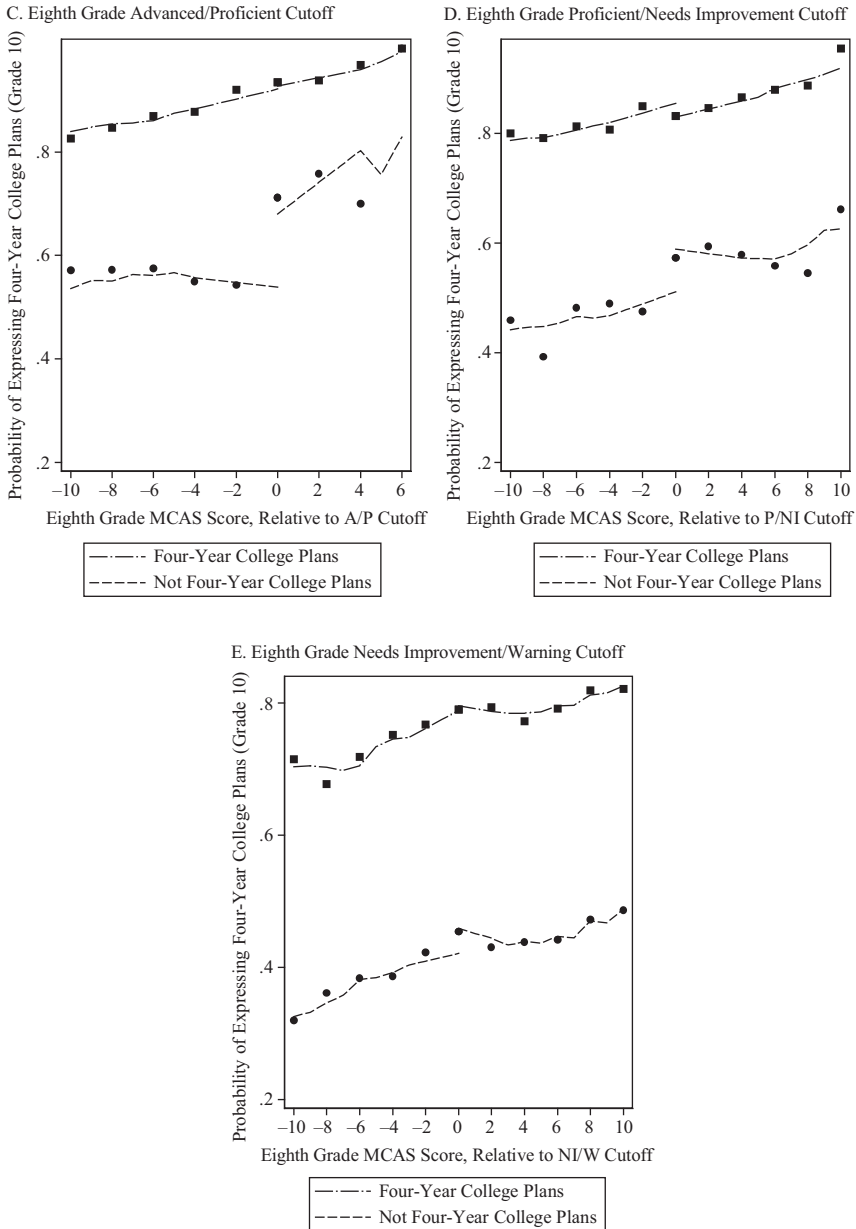 C. Eighth Grade Advanced/Proficient Cutoff
Probability of Expressing Four-Year College Plans (Grade 10)
.8
.6
.4
.2
−10 −8 −6 −4 −2 0 2 4 6
Eighth Grade MCAS Score, Relative to A/P Cutoff
Four-Year College Plans
Not Four-Year College Plans
D. Eighth Grade Proficient/Needs Improvement Cutoff
Probability of Expressing Four-Year College Plans (Grade 10)
.8
.6
.4
.2
−10 −8 −6 −4 −2 0 2 4 6 8 10
Eighth Grade MCAS Score, Relative to P/NI Cutoff
Four-Year College Plans
Not Four-Year College Plans
E. Eighth Grade Needs Improvement/Warning Cutoff
Probability of Expressing Four-Year College Plans (Grade 10)
.8
.6
.4
.2
−10 −8 −6 −4 −2 0 2 4 6 8 10
Eighth Grade MCAS Score, Relative to NI/W Cutoff
Four-Year College Plans
Not Four-Year College Plans